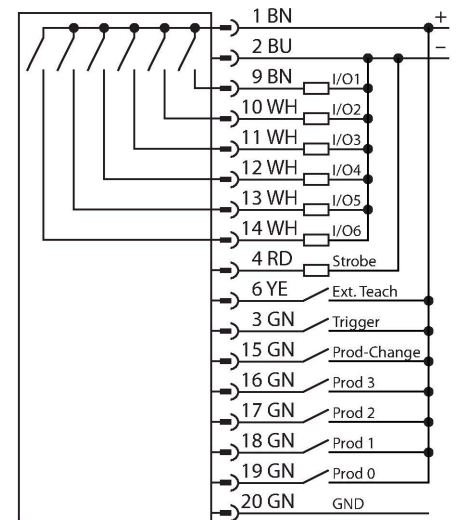 1 BN +
2 BU −
9 BN I/O1
10 WH I/O2
11 WH I/O3
12 WH I/O4
13 WH I/O5
14 WH I/O6
4 RD Strobe
6 YE Ext. Teach
3 GN Trigger
15 GN Prod-Change
16 GN Prod 3
17 GN Prod 2
18 GN Prod 1
19 GN Prod 0
20 GN GND